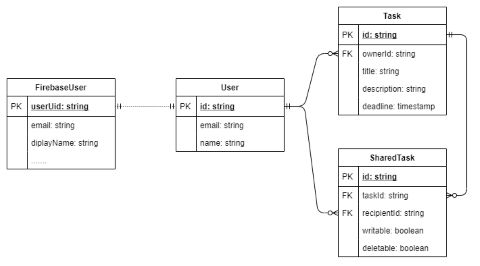 FirebaseUser
PK userUid: string
email: string
diplayName: string
.......
User
PK id: string
email: string
name: string
Task
PK id: string
FK ownerId: string
title: string
description: string
deadline: timestamp
SharedTask
PK id: string
FK taskId: string
FK recipientId: string
writable: boolean
deletable: boolean